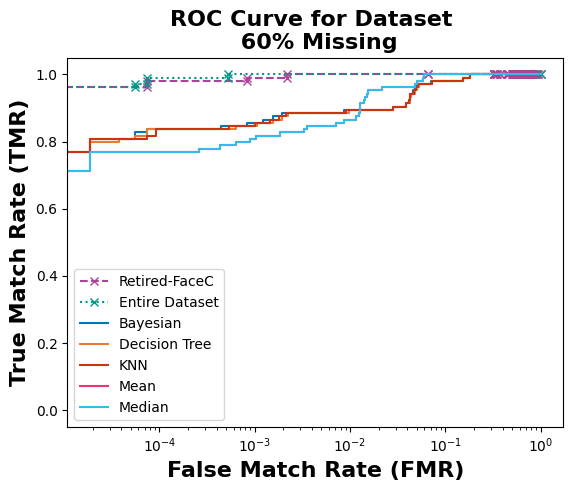 ROC Curve for Dataset
60% Missing
True Match Rate (TMR)
1.0
0.8
0.6
0.4
0.2
0.0
Retired-FaceC
Entire Dataset
Bayesian
Decision Tree
KNN
Mean
Median
10⁻⁴ 10⁻³ 10⁻² 10⁻¹ 10⁰
False Match Rate (FMR)